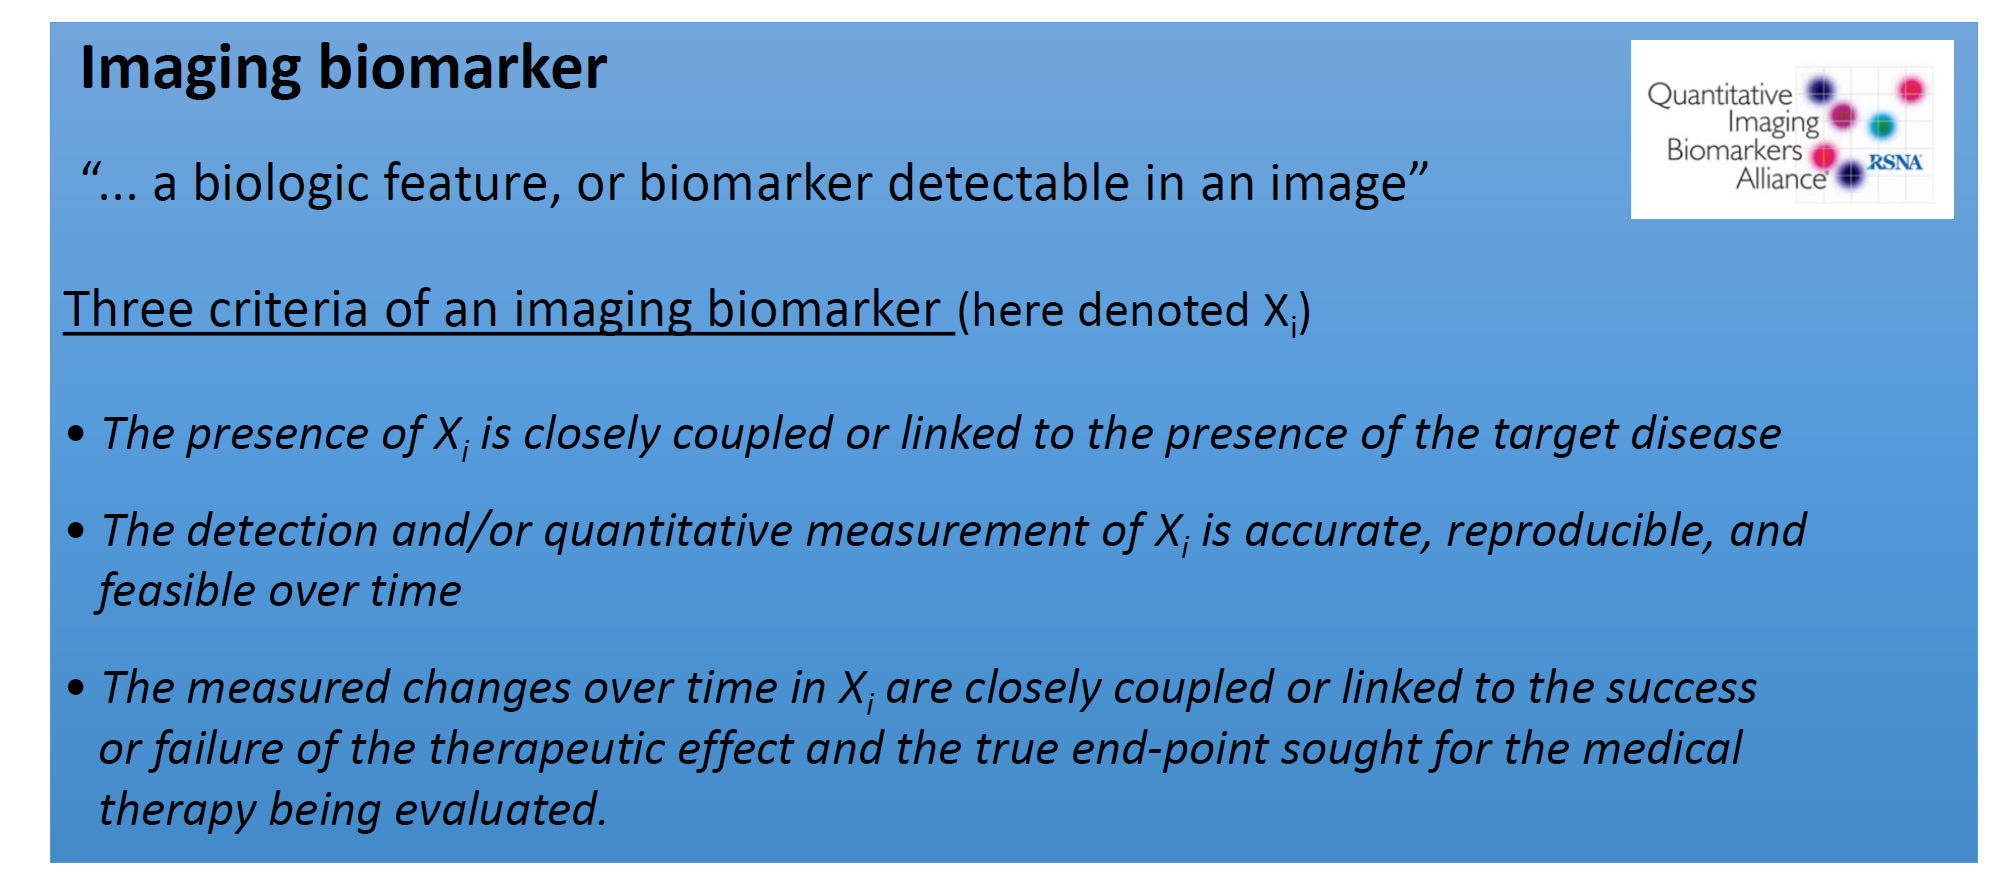 Imaging biomarker
“... a biologic feature, or biomarker detectable in an image”
Quantitative
Imaging
Biomarkers
Alliance
RSNA
Three criteria of an imaging biomarker (here denoted Xi)
• The presence of Xi is closely coupled or linked to the presence of the target disease
• The detection and/or quantitative measurement of Xi is accurate, reproducible, and
feasible over time
• The measured changes over time in Xi are closely coupled or linked to the success
or failure of the therapeutic effect and the true end-point sought for the medical
therapy being evaluated.